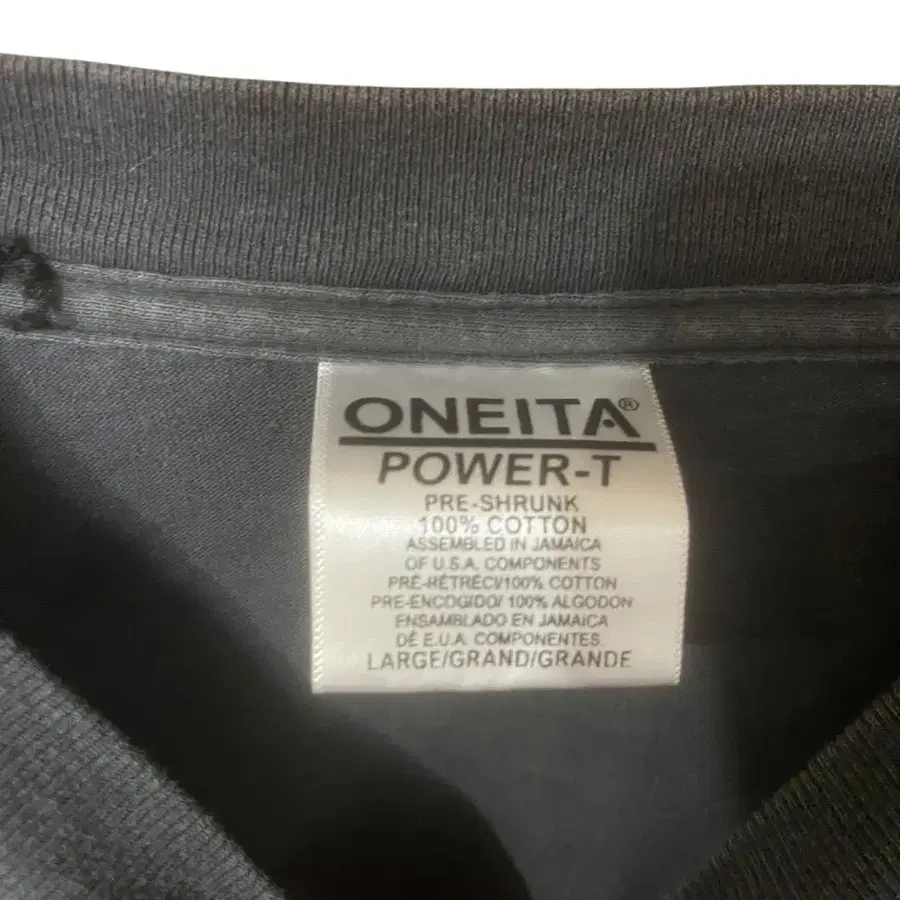 ONEITA®
POWER-T
PRE-SHRUNK
100% COTTON
ASSEMBLED IN JAMAICA
OF U.S.A. COMPONENTS
PRÉ-RÉTRÉCI/100% COTTON
PRE-ENCOGIDO/ 100% ALGODON
ENSAMBLADO EN JAMAICA
DE E.U.A. COMPONENTES.
LARGE/GRAND/GRANDE